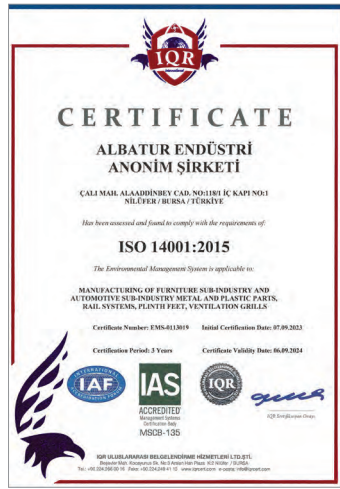 IQR
International
CERTIFICATE
ALBATUR ENDÜSTRİ
ANONİM ŞİRKETİ
ÇALI MAH. ALAADDİNBEY CAD. NO:118/1 İÇ KAPI NO:1
NİLÜFER / BURSA / TÜRKİYE
Has been assessed and found to comply with the requirements of:
ISO 14001:2015
The Environmental Management System is applicable to:
MANUFACTURING OF FURNITURE SUB-INDUSTRY AND
AUTOMOTIVE SUB-INDUSTRY METAL AND PLASTIC PARTS,
RAIL SYSTEMS, PLINTH FEET, VENTILATION GRILLS
Certificate Number: EMS-0113019 Initial Certification Date: 07.09.2023
Certification Period: 3 Years Certificate Validity Date: 06.09.2024
INTERNATIONAL
IAF
IAS
ACCREDITED
Management Systems
Certification Body
MSCB-135
IQR
IQR ULUSLARARASI BELGELENDİRME HİZMETLERİ LTD.ŞTİ.